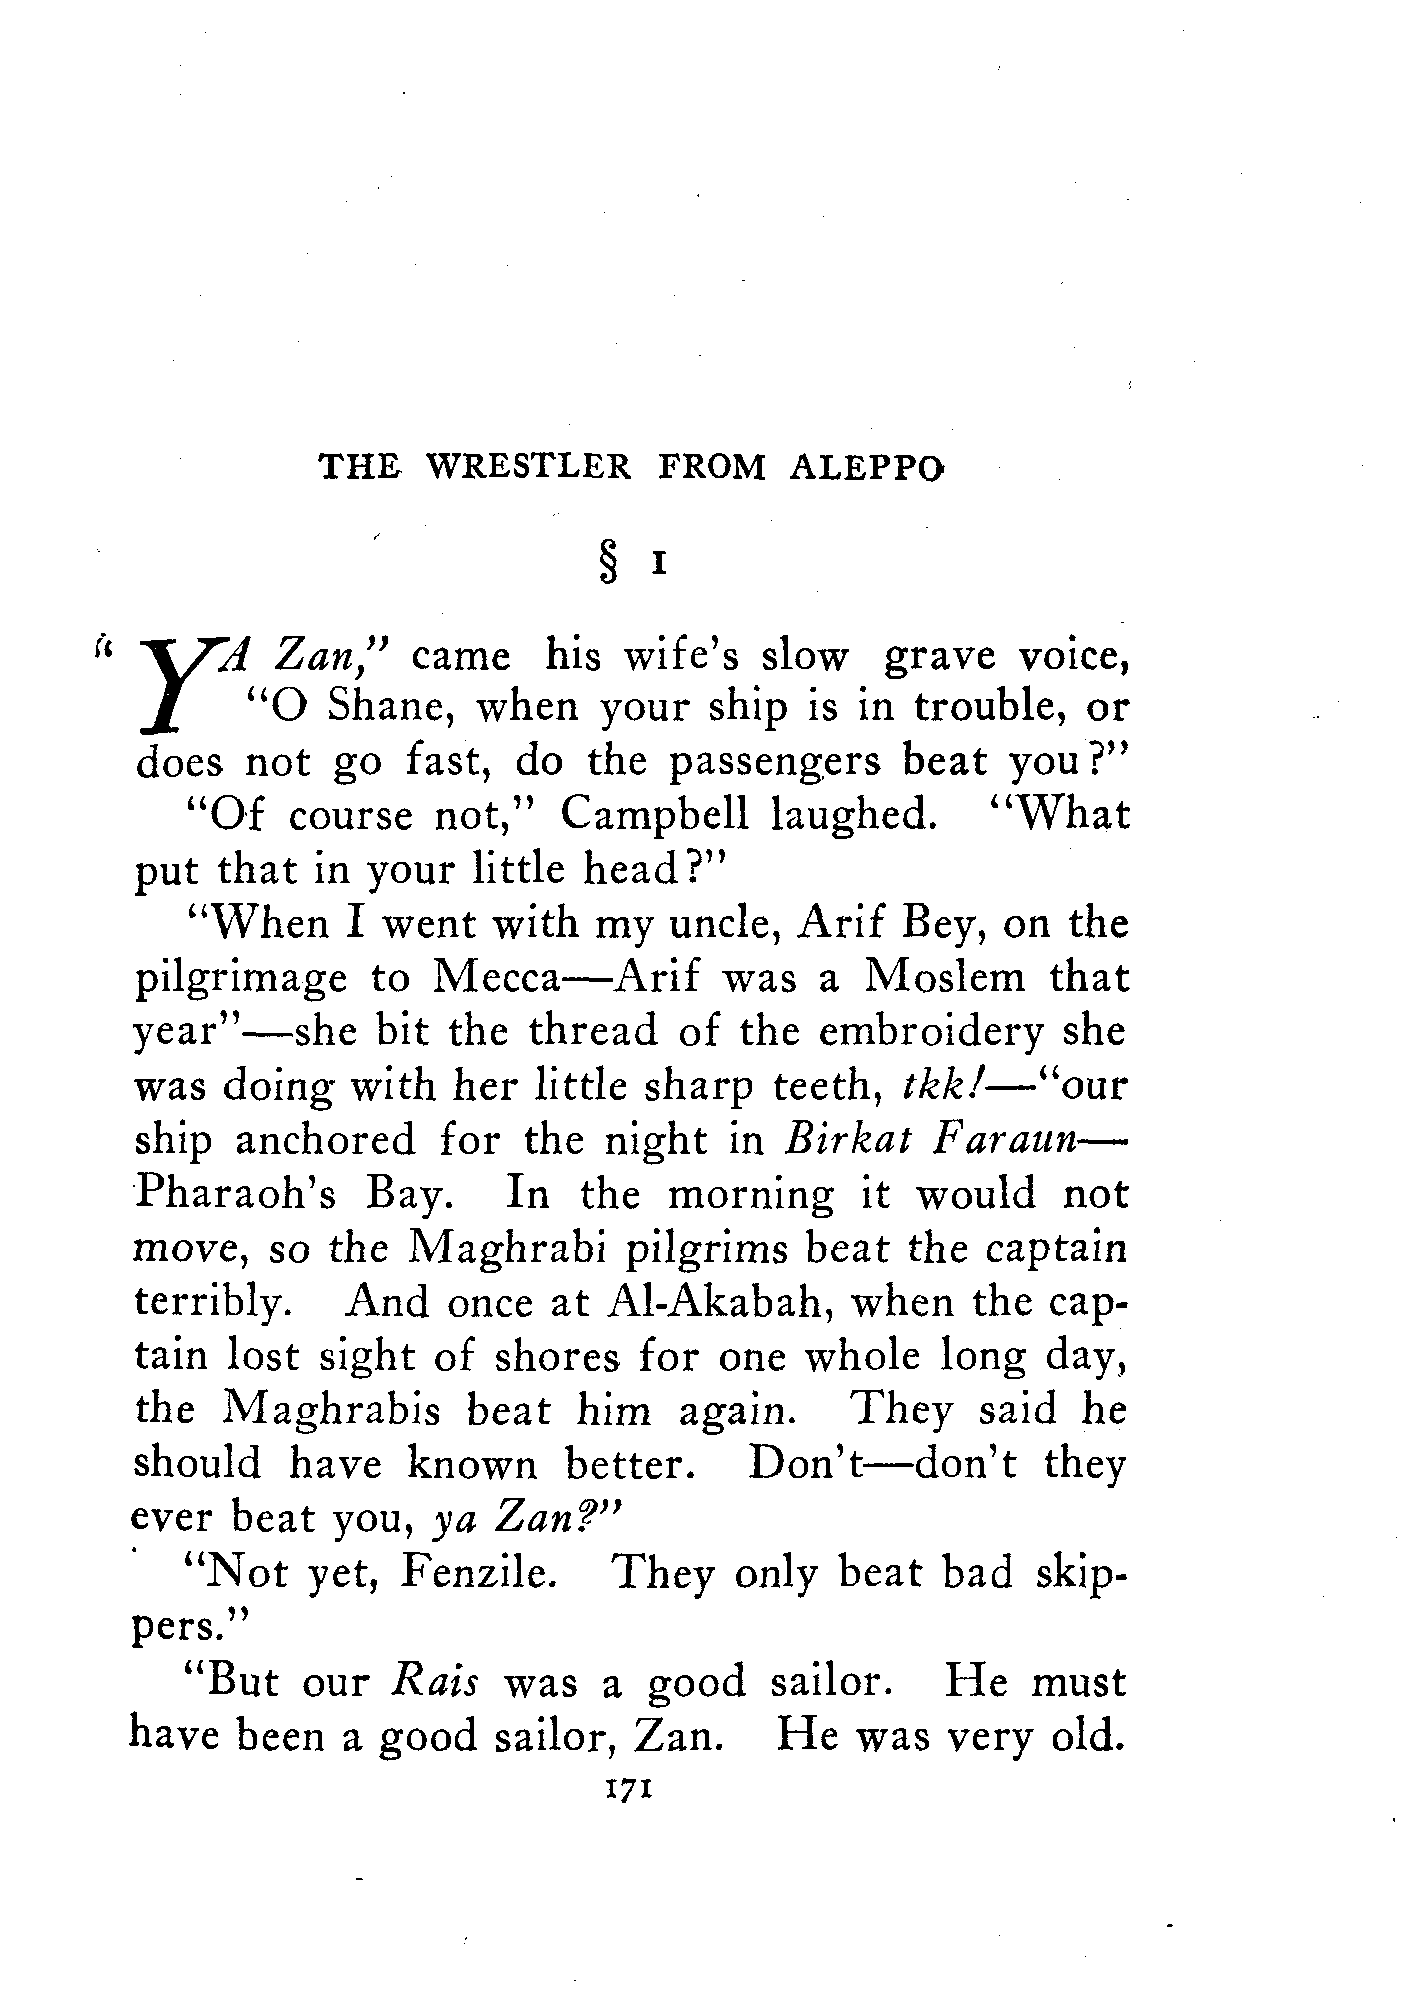 THE WRESTLER FROM ALEPPO
§ 1
"YA Zan," came his wife's slow grave voice,
"O Shane, when your ship is in trouble, or
does not go fast, do the passengers beat you?"
"Of course not," Campbell laughed. "What
put that in your little head?"
"When I went with my uncle, Arif Bey, on the
pilgrimage to Mecca—Arif was a Moslem that
year"—she bit the thread of the embroidery she
was doing with her little sharp teeth, tkk!—"our
ship anchored for the night in Birkat Faraun—
Pharaoh's Bay. In the morning it would not
move, so the Maghrabi pilgrims beat the captain
terribly. And once at Al-Akabah, when the cap-
tain lost sight of shores for one whole long day,
the Maghrabis beat him again. They said he
should have known better. Don't—don't they
ever beat you, ya Zan?"
"Not yet, Fenzile. They only beat bad skip-
pers."
"But our Rais was a good sailor. He must
have been a good sailor, Zan. He was very old.
171